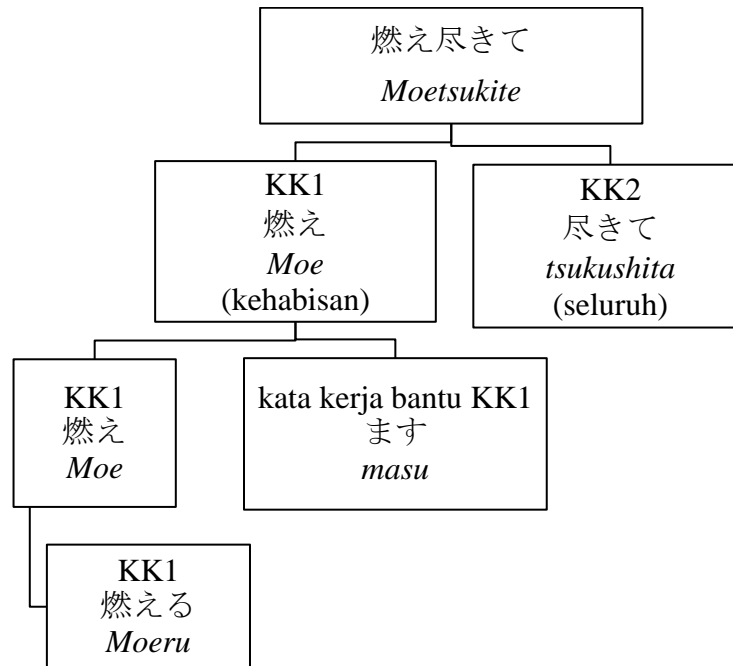 燃え尽きて
Moetsukite
KK1
燃え
Moe
(kehabisan)
KK2
尽きて
tsukushita
(seluruh)
KK1
燃え
Moe
kata kerja bantu KK1
ます
masu
KK1
燃える
Moeru